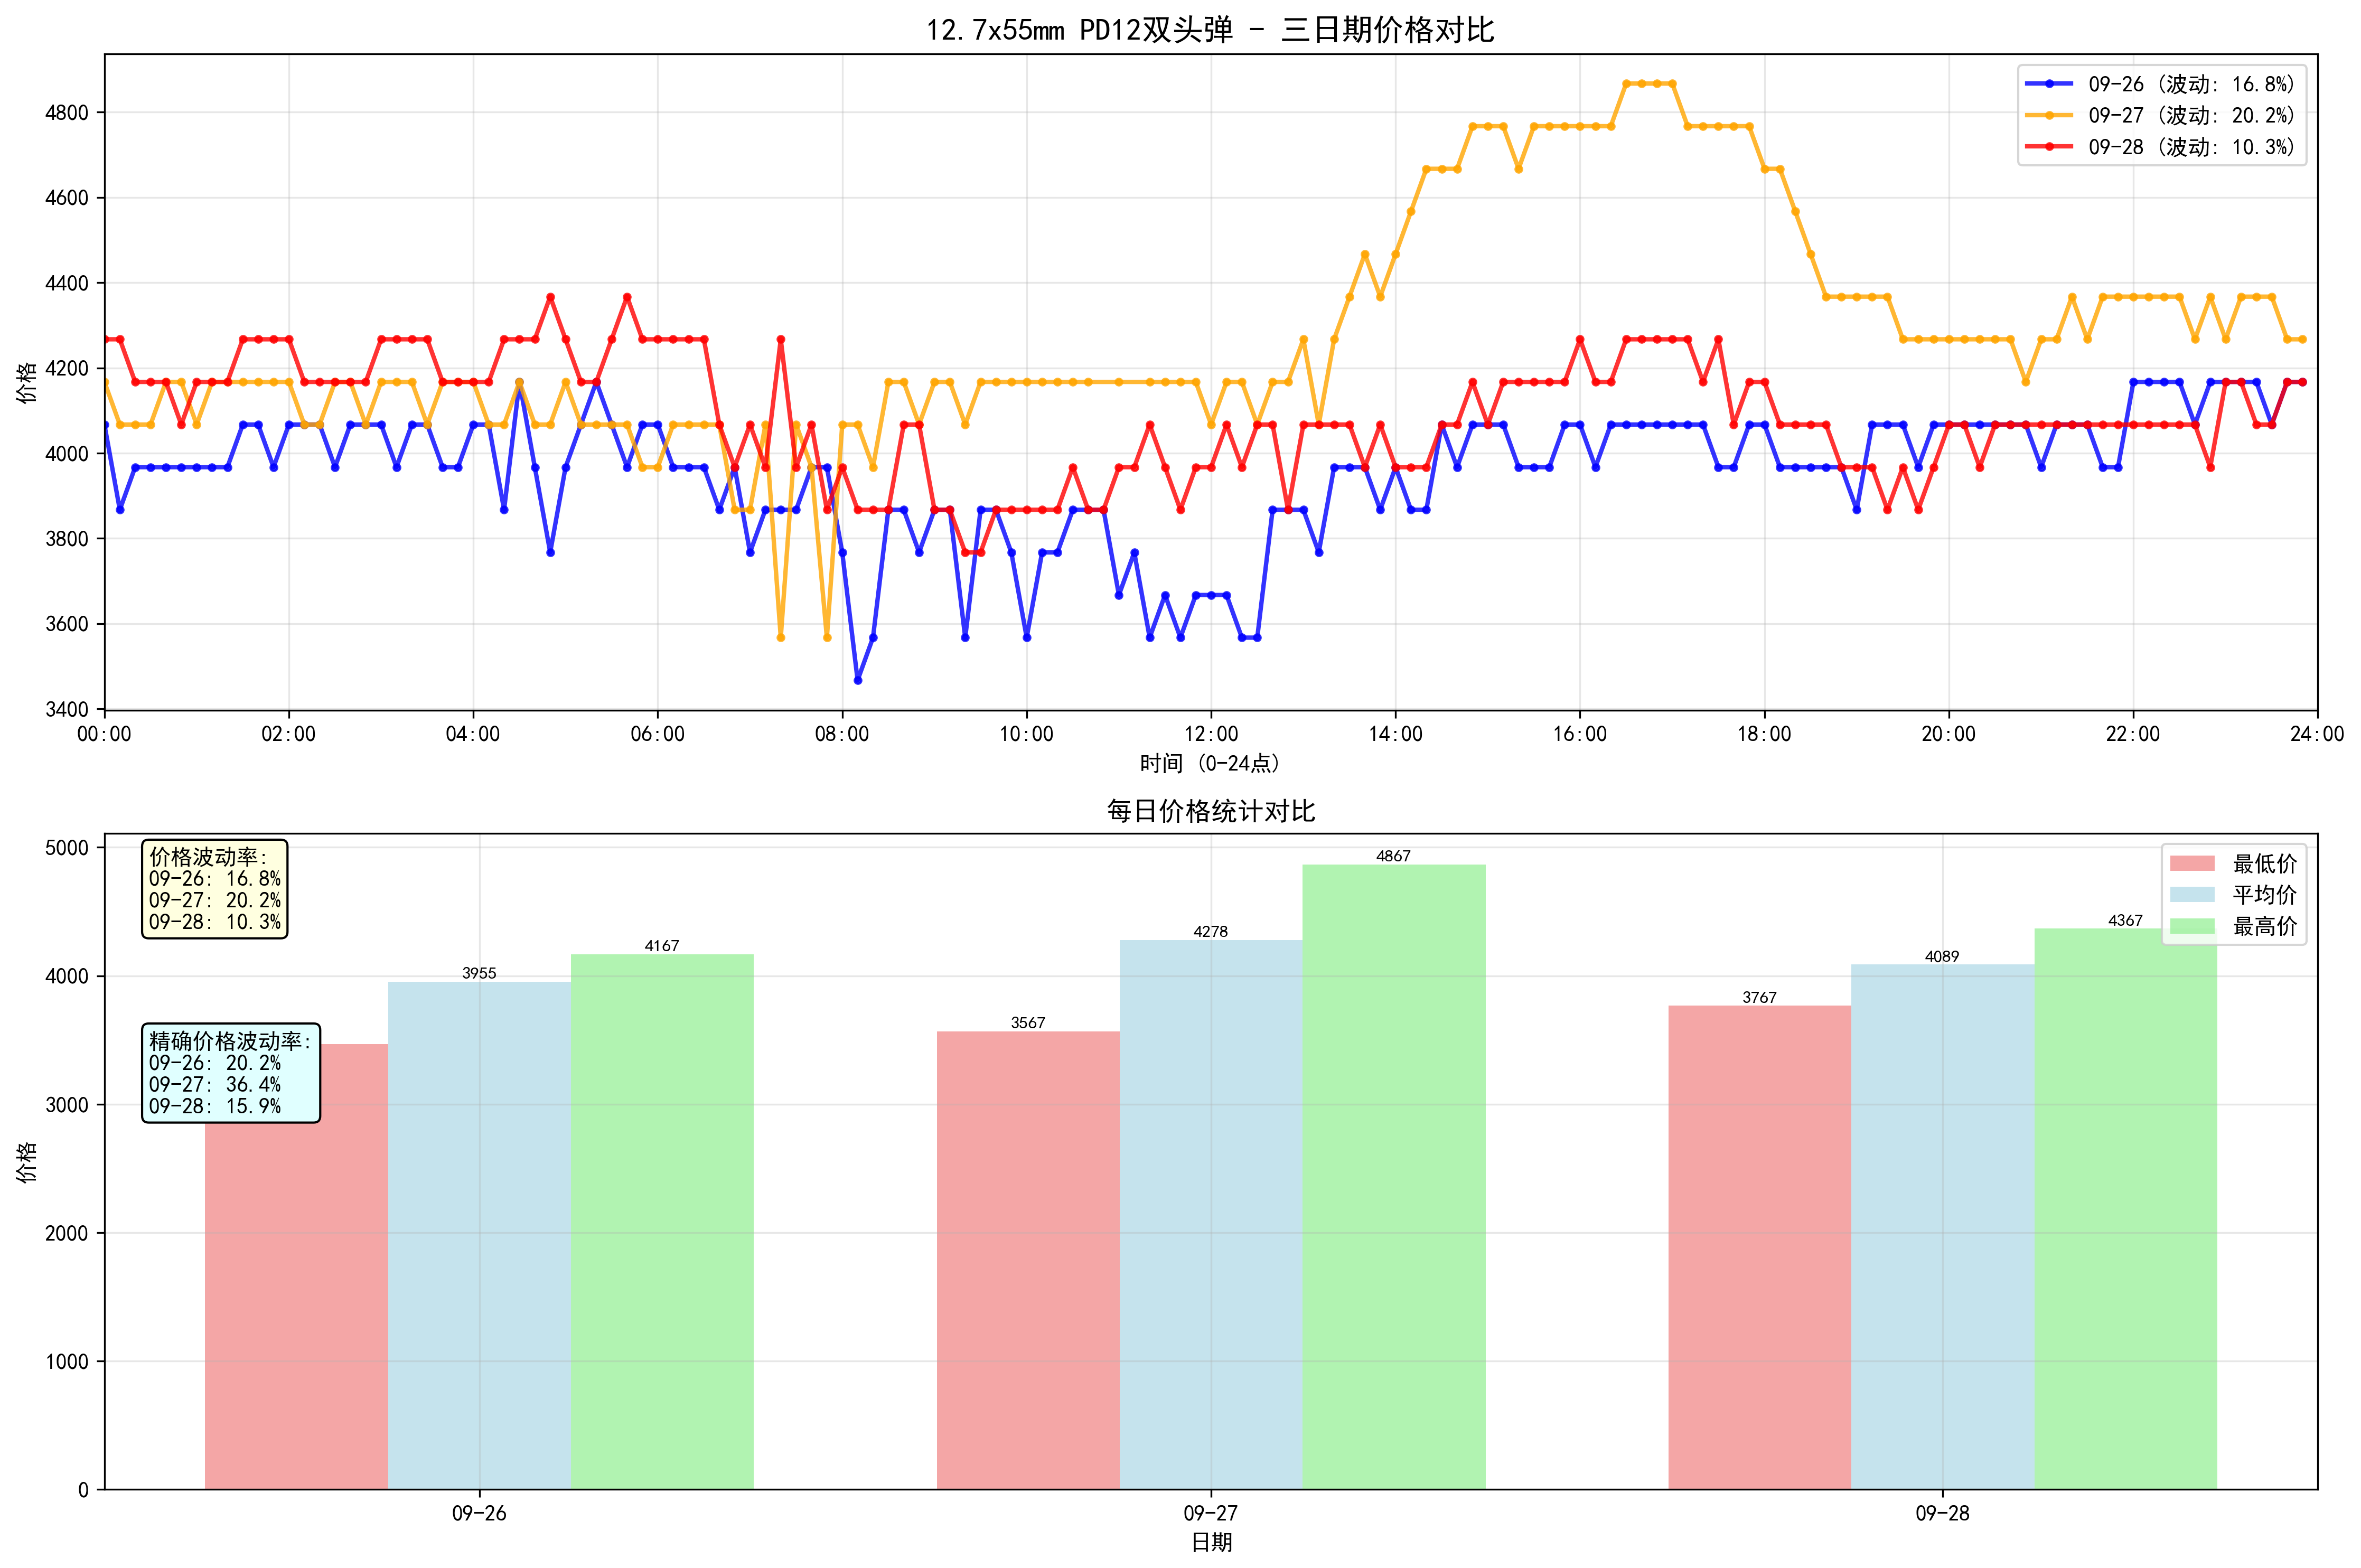 12.7x55mm PD12双头弹 - 三日期价格对比
09-26 (波动: 16.8%)
09-27 (波动: 20.2%)
09-28 (波动: 10.3%)
价格
4800
4600
4400
4200
4000
3800
3600
3400
00:00 02:00 04:00 06:00 08:00 10:00 12:00 14:00 16:00 18:00 20:00 22:00 24:00
时间 (0-24点)
每日价格统计对比
价格波动率:
09-26: 16.8%
09-27: 20.2%
09-28: 10.3%
精确价格波动率:
09-26: 20.2%
09-27: 36.4%
09-28: 15.9%
最低价
平均价
最高价
3955
4167
3567
4278
4867
3767
4089
4367
价格
5000
4000
3000
2000
1000
0
09-26 09-27 09-28
日期